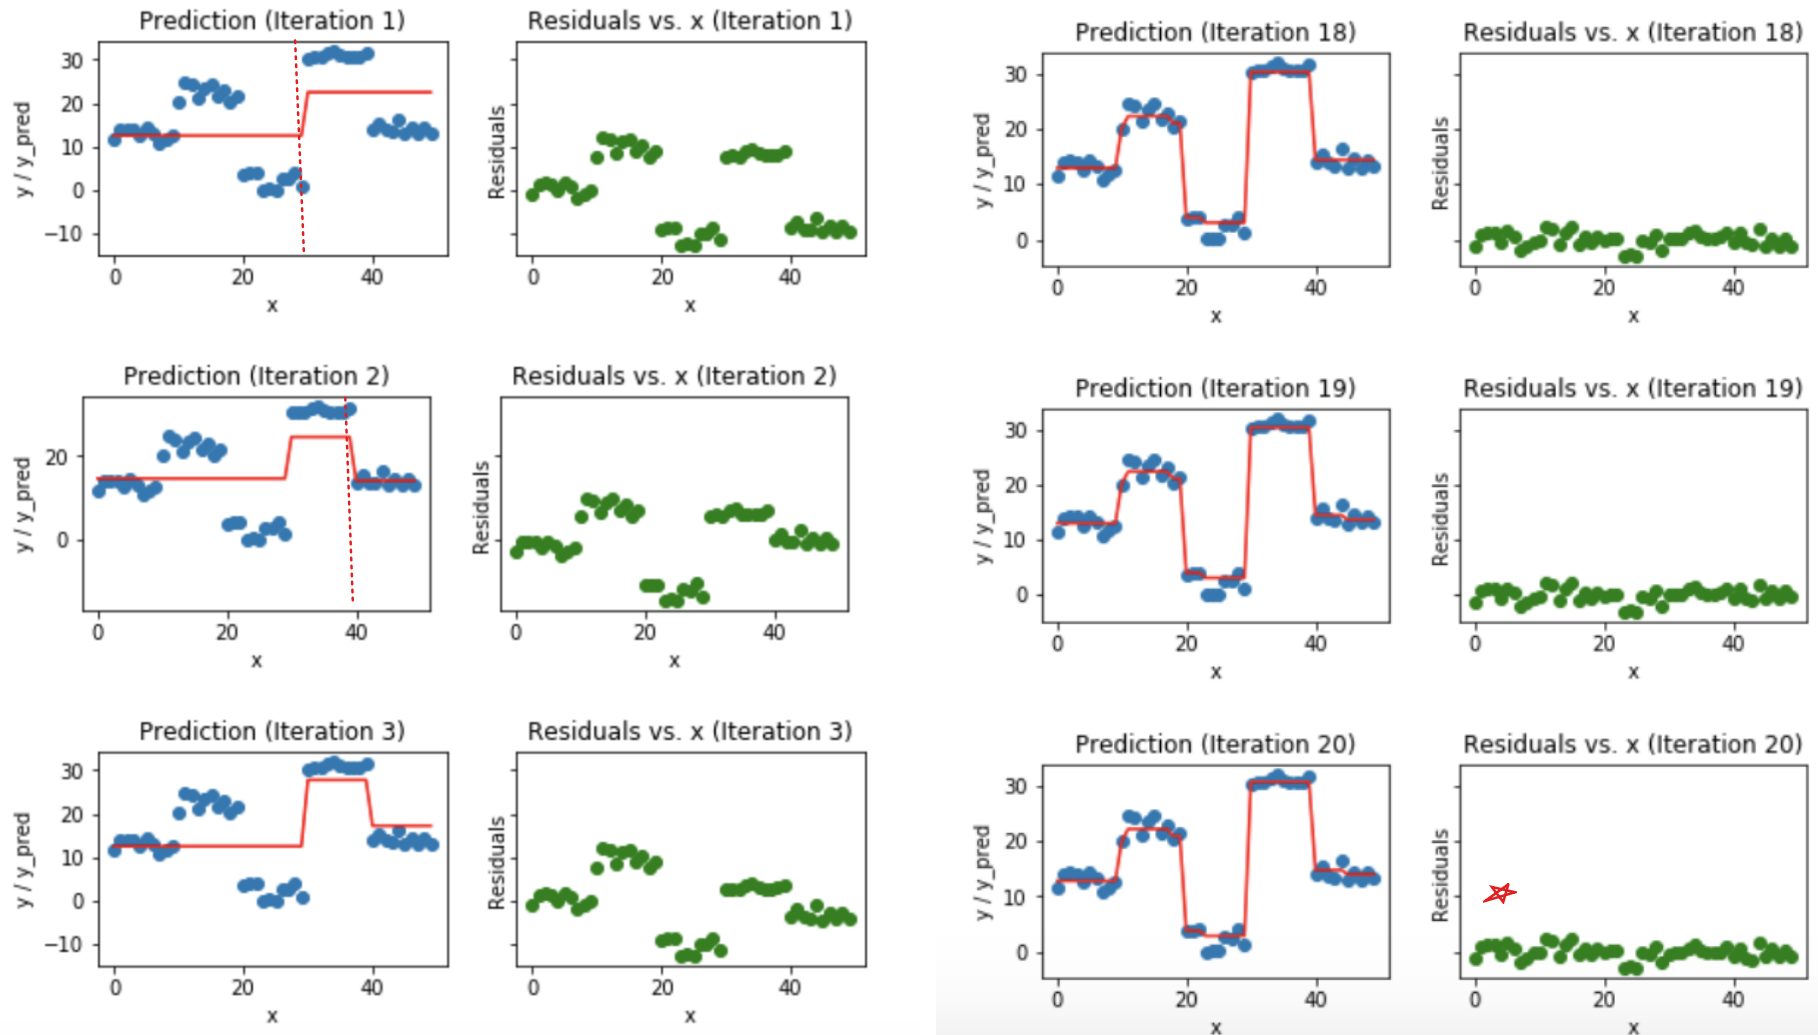 Prediction (Iteration 1)
Residuals vs. x (Iteration 1)
y / y_pred
30
20
10
0
−10
0 20 40
x
Residuals
0 20 40
x
Prediction (Iteration 18)
Residuals vs. x (Iteration 18)
y / y_pred
30
20
10
0
0 20 40
x
Residuals
0 20 40
x
Prediction (Iteration 2)
Residuals vs. x (Iteration 2)
y / y_pred
20
0
0 20 40
x
Residuals
0 20 40
x
Prediction (Iteration 19)
Residuals vs. x (Iteration 19)
y / y_pred
30
20
10
0
0 20 40
x
Residuals
0 20 40
x
Prediction (Iteration 3)
Residuals vs. x (Iteration 3)
y / y_pred
30
20
10
0
−10
0 20 40
x
Residuals
0 20 40
x
Prediction (Iteration 20)
Residuals vs. x (Iteration 20)
y / y_pred
30
20
10
0
0 20 40
x
Residuals
0 20 40
x